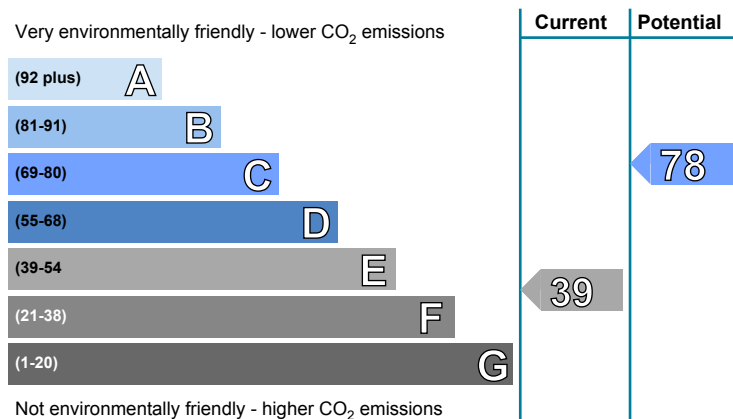 Very environmentally friendly - lower CO₂ emissions
Current
Potential
(92 plus) A
(81-91) B
(69-80) C
78
(55-68) D
(39-54 E
39
(21-38) F
(1-20) G
Not environmentally friendly - higher CO₂ emissions